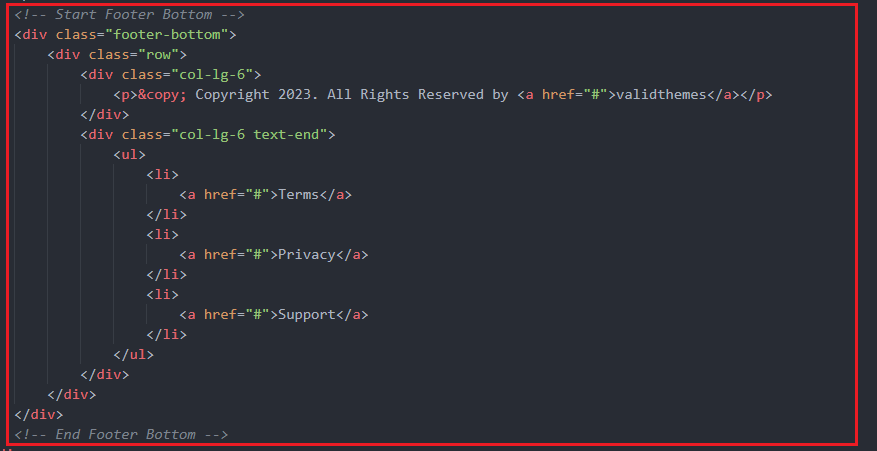 <!-- Start Footer Bottom -->
<div class="footer-bottom">
    <div class="row">
        <div class="col-lg-6">
            <p>&copy; Copyright 2023. All Rights Reserved by <a href="#">validthemes</a></p>
        </div>
        <div class="col-lg-6 text-end">
            <ul>
                <li>
                    <a href="#">Terms</a>
                </li>
                <li>
                    <a href="#">Privacy</a>
                </li>
                <li>
                    <a href="#">Support</a>
                </li>
            </ul>
        </div>
    </div>
</div>
<!-- End Footer Bottom -->